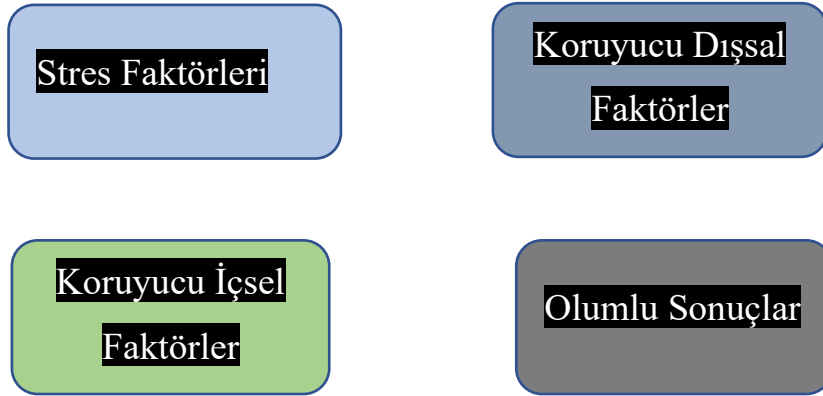 Stres Faktörleri
Koruyucu Dışsal
Faktörler
Koruyucu İçsel
Faktörler
Olumlu Sonuçlar